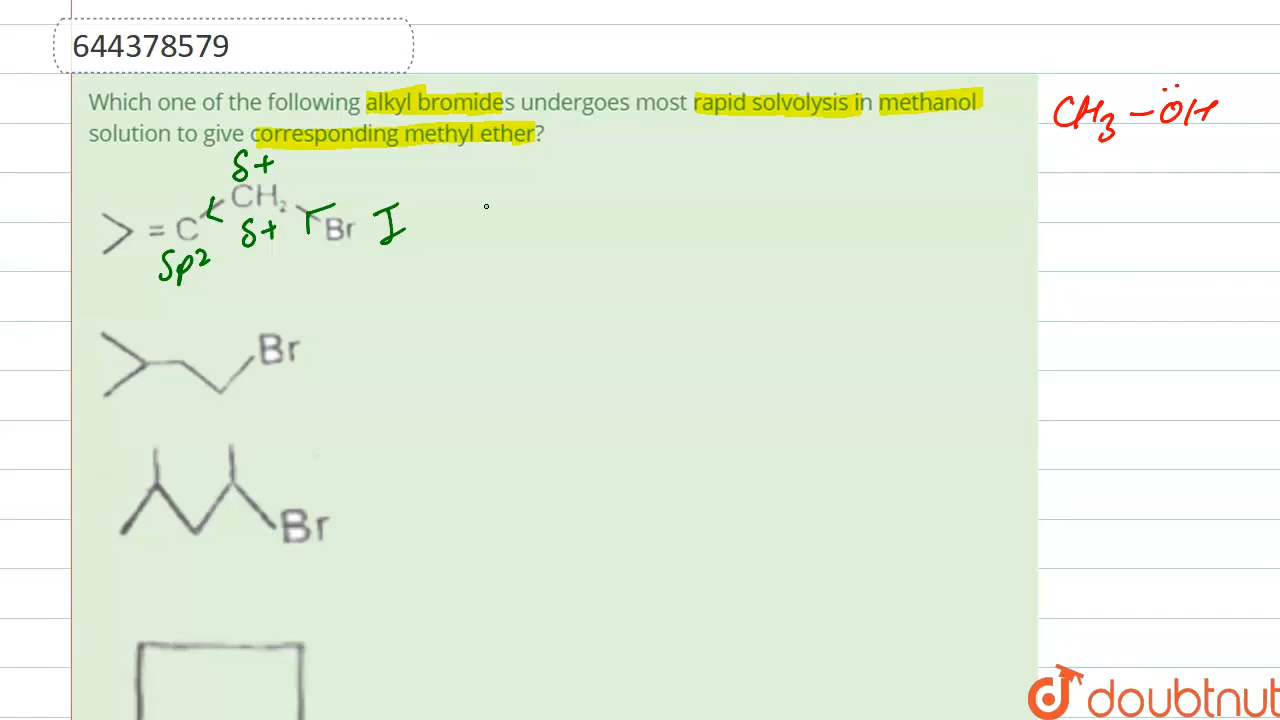 644378579
Which one of the following alkyl bromides undergoes most rapid solvolysis in methanol
solution to give corresponding methyl ether?
CH₃-ÖH
δ+
CH₂
= C
Br
I
δ+
Sp²
Br
Br
doubtnut